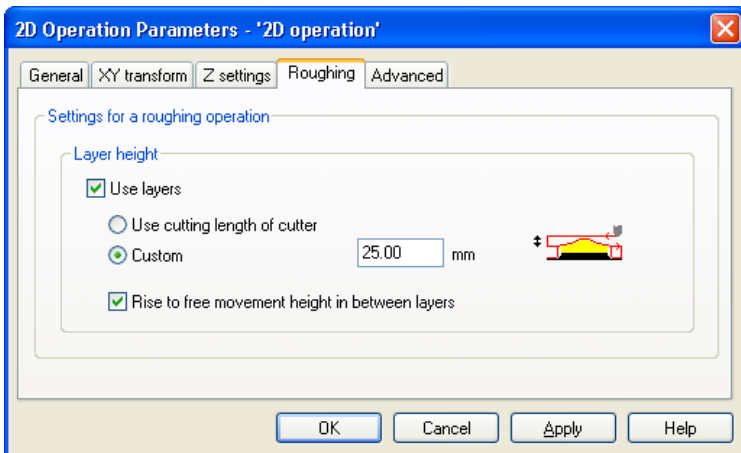 2D Operation Parameters - '2D operation'
General XY transform Z settings Roughing Advanced
Settings for a roughing operation
Layer height
Use layers
Use cutting length of cutter
Custom 25.00 mm
Rise to free movement height in between layers
OK Cancel Apply Help